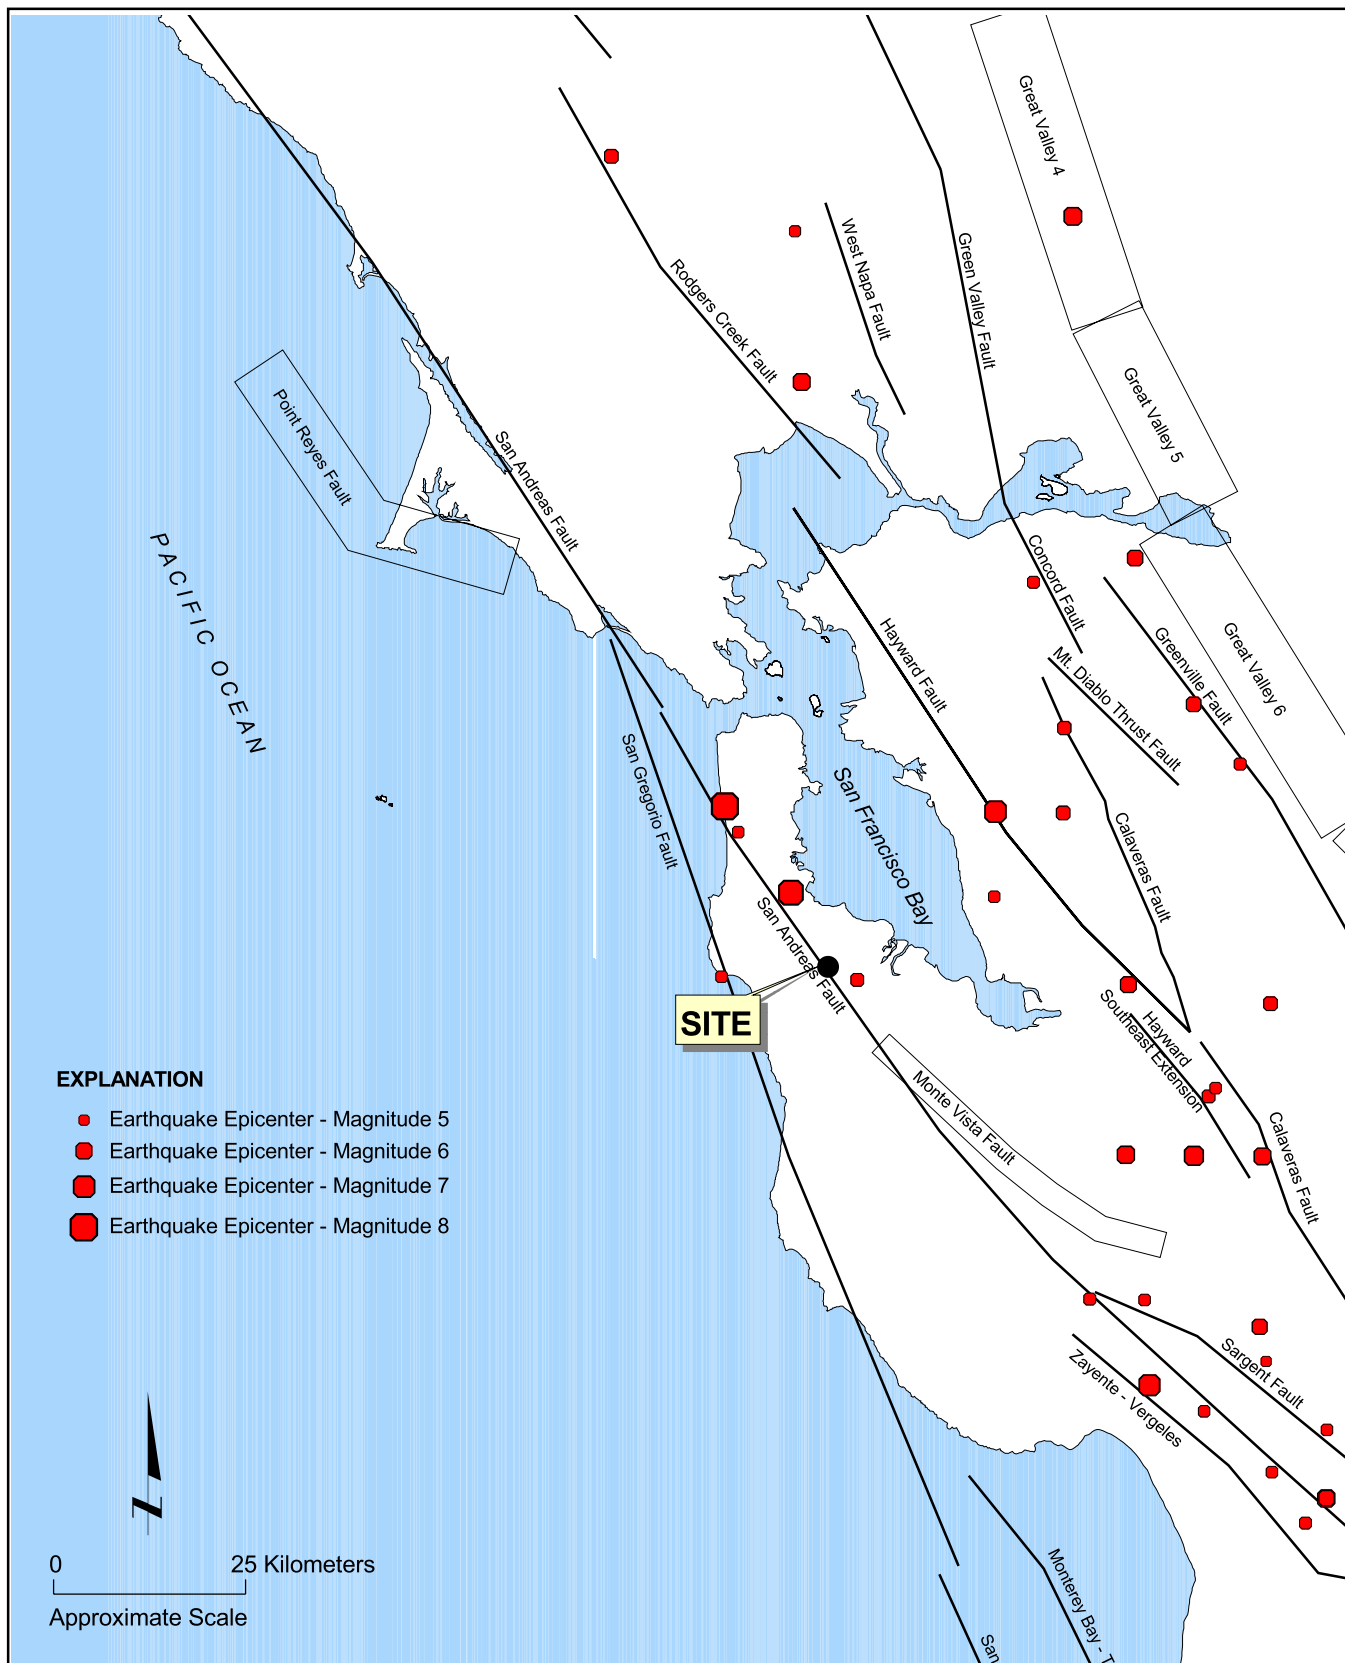 Great Valley 4
West Napa Fault
Green Valley Fault
Rodgers Creek Fault
Great Valley 5
Point Reyes Fault
San Andreas Fault
PACIFIC OCEAN
Concord Fault
Hayward Fault
Greenville Fault
Great Valley 6
Mt. Diablo Thrust Fault
San Gregorio Fault
San Francisco Bay
Calaveras Fault
San Andreas Fault
SITE
Hayward
Southeast Extension
Monte Vista Fault
Calaveras Fault
EXPLANATION
Earthquake Epicenter - Magnitude 5
Earthquake Epicenter - Magnitude 6
Earthquake Epicenter - Magnitude 7
Earthquake Epicenter - Magnitude 8
Sargent Fault
Zayente - Vergeles
Z
0 25 Kilometers
Approximate Scale
Monterey Bay - T
San